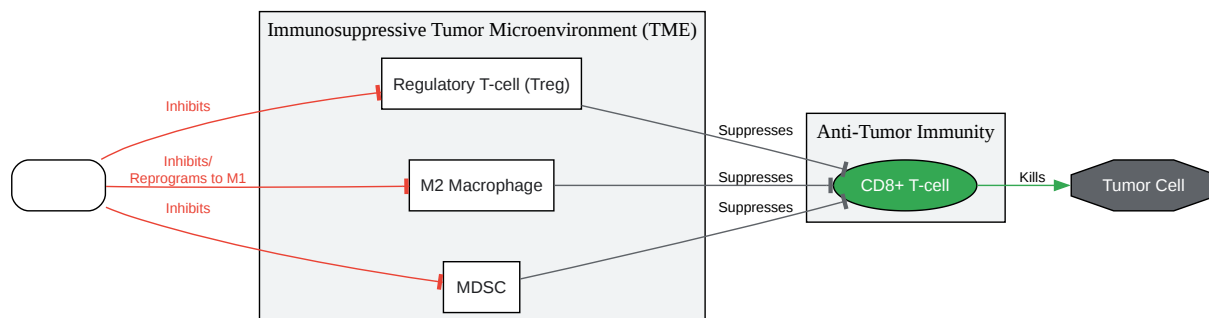 Immunosuppressive Tumor Microenvironment (TME)
Regulatory T-cell (Treg)
Inhibits
Suppresses
Anti-Tumor Immunity
Inhibits/
Reprograms to M1
M2 Macrophage
Suppresses
CD8+ T-cell
Kills
Tumor Cell
Inhibits
Suppresses
MDSC